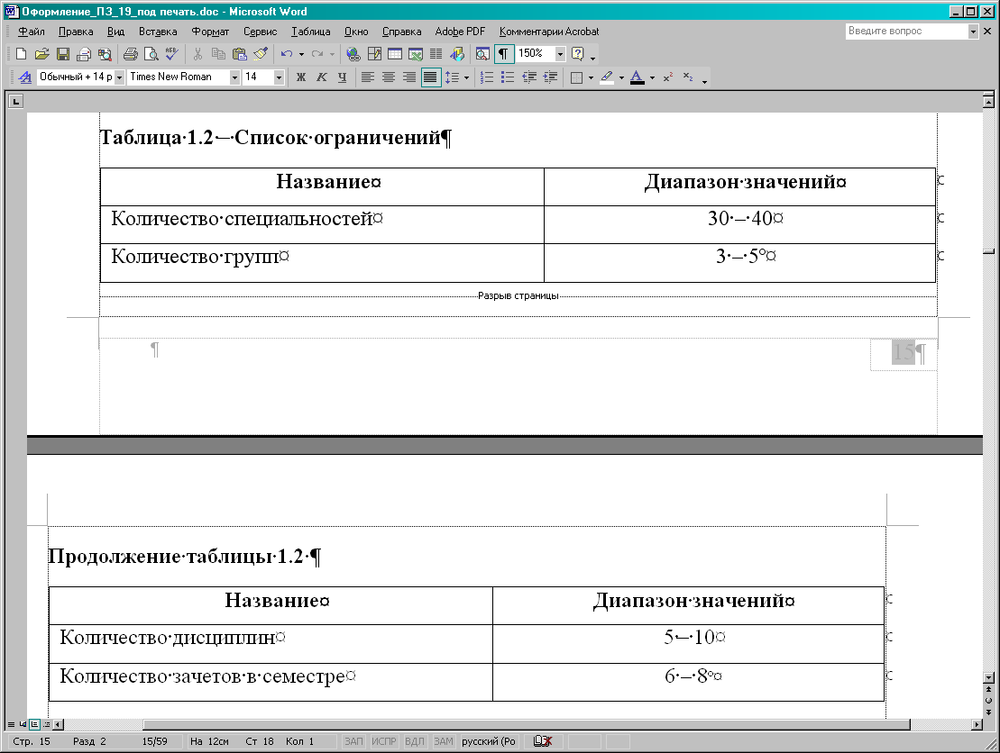 Оформление_ПЗ_19_под печать.doc - Microsoft Word
Файл Правка Вид Вставка Формат Сервис Таблица Окно Справка Adobe PDF Комментарии Acrobat Введите вопрос
150%
Обычный + 14 р Times New Roman 14 Ж К Ч
Таблица·1.2·–·Список·ограничений¶
Название¤ Диапазон·значений¤ ¤
Количество·специальностей¤ 30·–·40¤ ¤
Количество·групп¤ 3·–·5°¤ ¤
Разрыв страницы
¶ 15¶
Продолжение·таблицы·1.2·¶
Название¤ Диапазон·значений¤ ¤
Количество·дисциплин¤ 5·–·10¤ ¤
Количество·зачетов·в·семестре¤ 6·–·8°¤ ¤
Стр. 15 Разд 2 15/59 На 12см Ст 18 Кол 1 ЗАП ИСПР ВДЛ ЗАМ русский (Ро